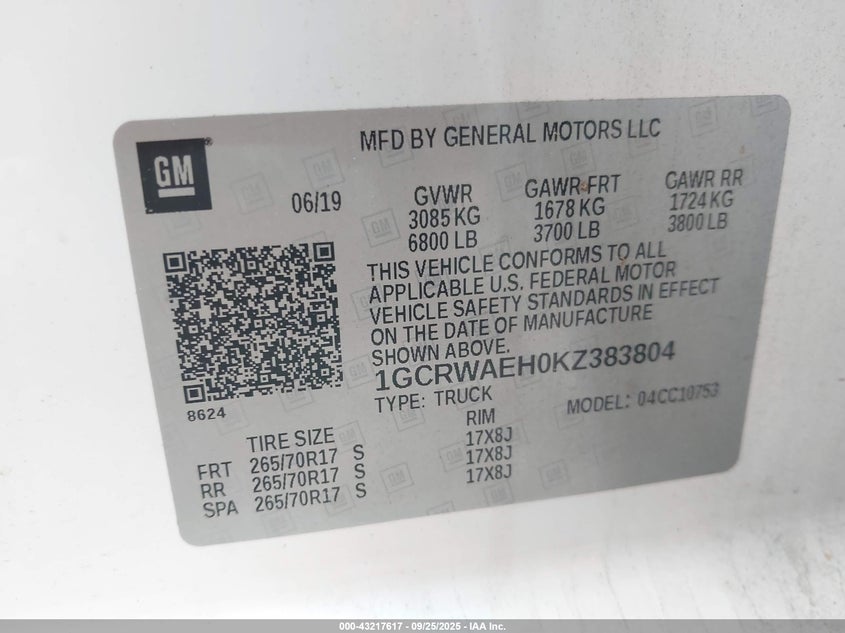 GM
MFD BY GENERAL MOTORS LLC
06/19
GVWR GAWR FRT GAWR RR
3085 KG 1678 KG 1724 KG
6800 LB 3700 LB 3800 LB
THIS VEHICLE CONFORMS TO ALL
APPLICABLE U.S. FEDERAL MOTOR
VEHICLE SAFETY STANDARDS IN EFFECT
ON THE DATE OF MANUFACTURE
SHOWN ABOVE.
1GCRWAEH0KZ383804
8624
TYPE: TRUCK MODEL: 04CC10753
TIRE SIZE RIM
FRT 265/70R17 S 17X8J
RR 265/70R17 S 17X8J
SPA 265/70R17 S 17X8J
000-43217617 - 09/25/2025 - IAA Inc.